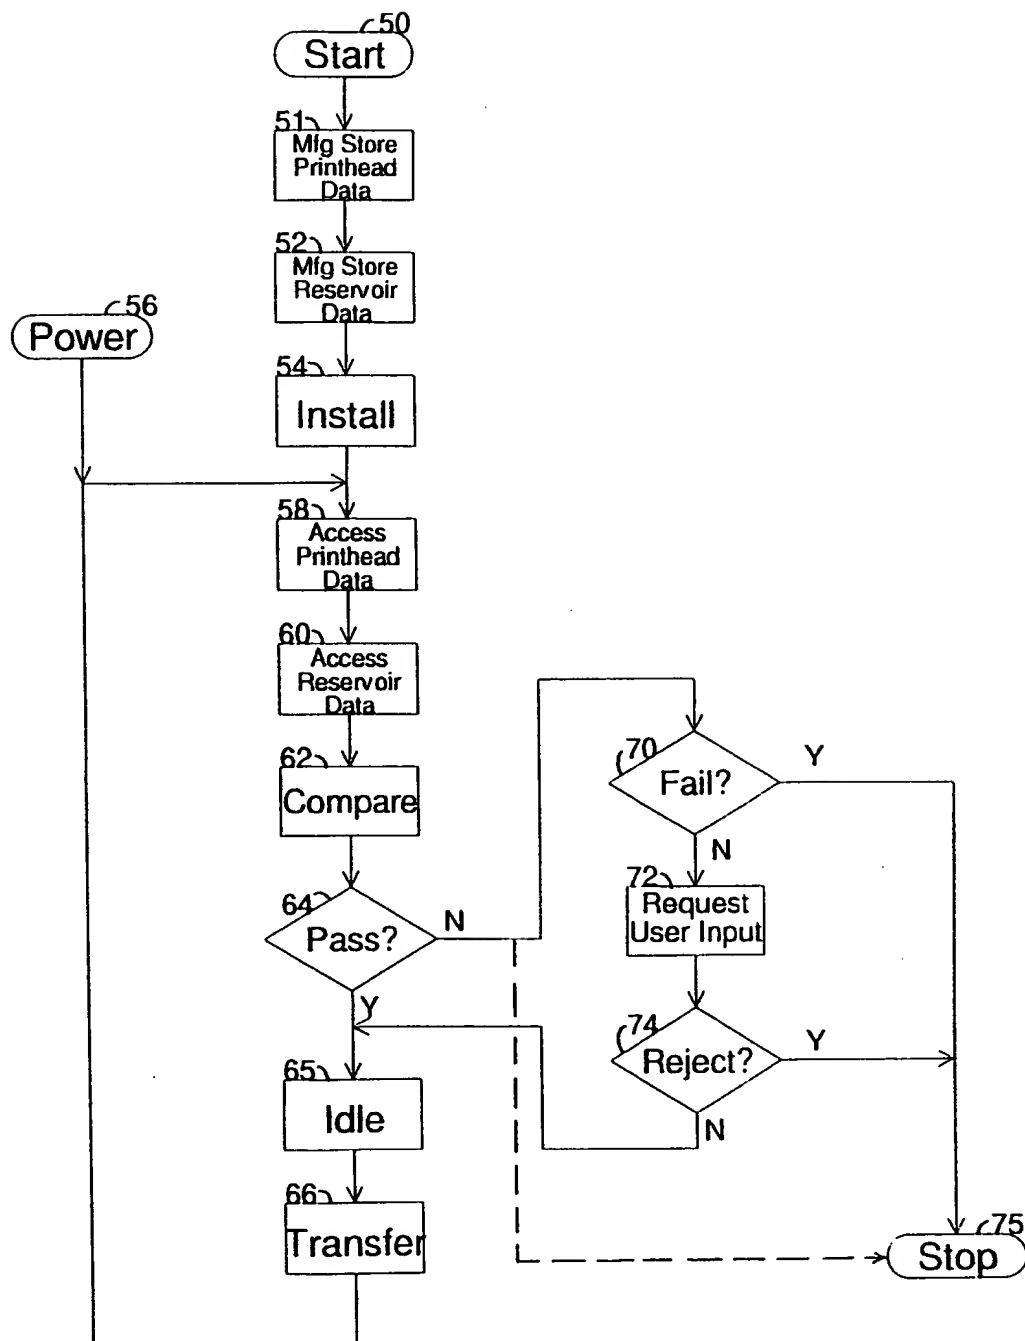 50
Start
51
Mfg Store
Printhead
Data
52
Mfg Store
Reservoir
Data
56
Power
54
Install
58
Access
Printhead
Data
60
Access
Reservoir
Data
62
Compare
64
Pass?
N
Y
70
Fail?
Y
N
72
Request
User Input
74
Reject?
Y
N
65
Idle
66
Transfer
75
Stop